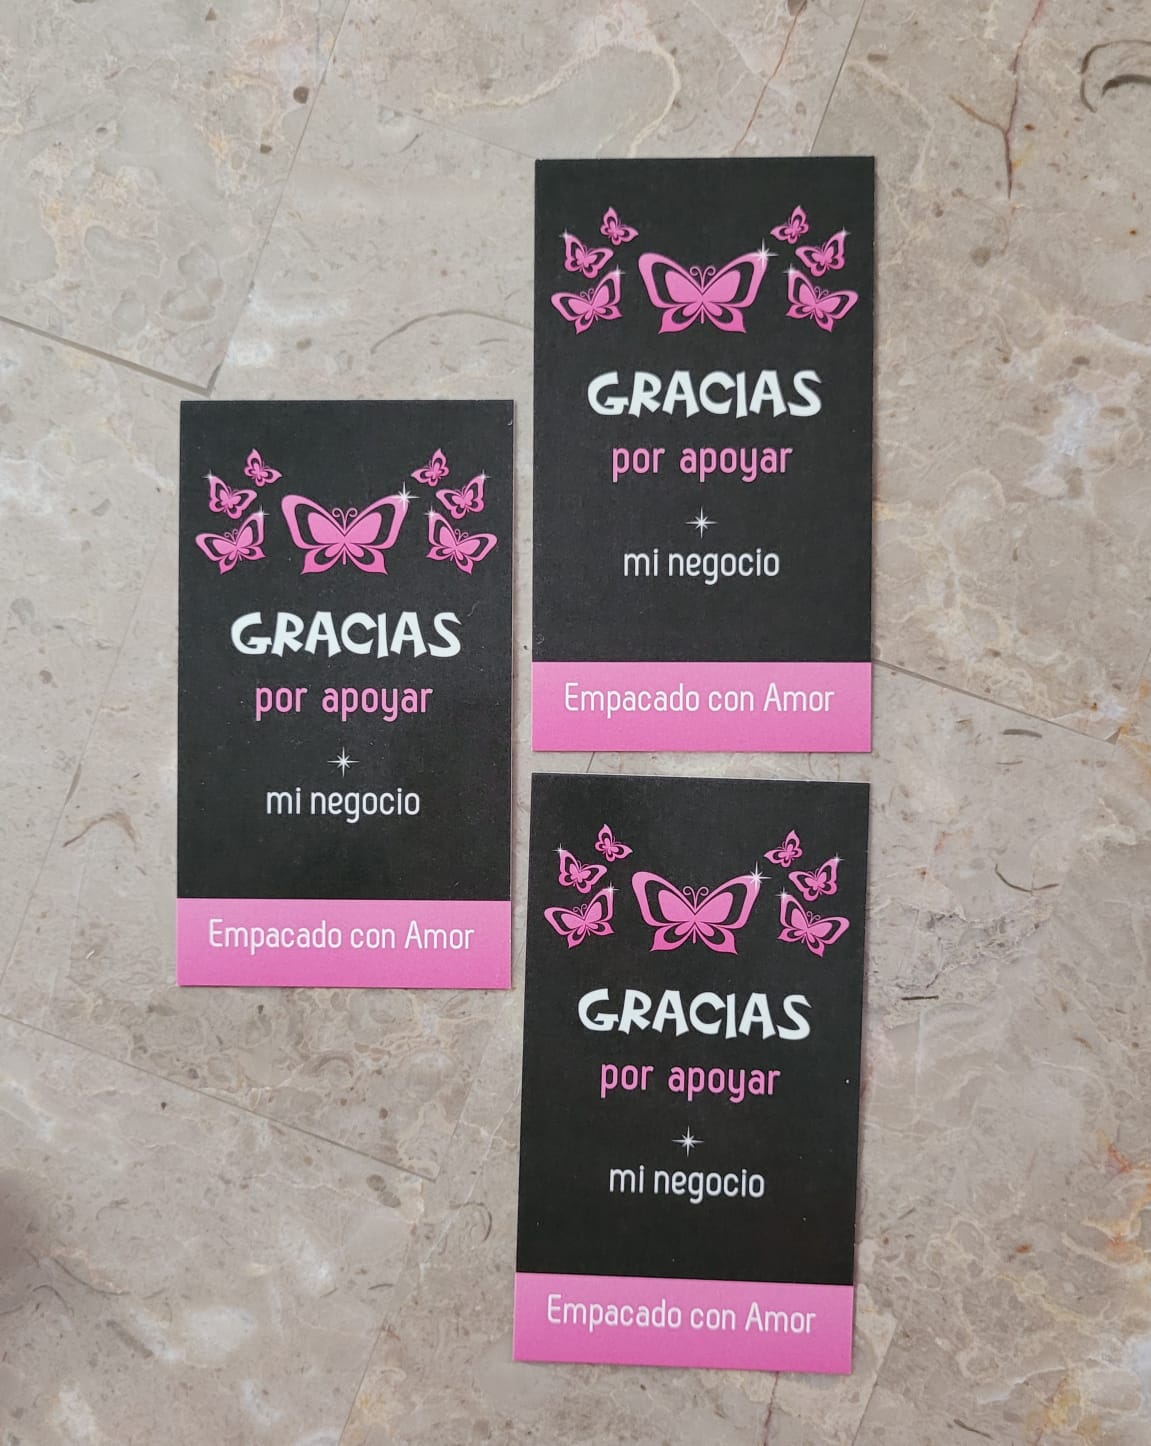 GRACIAS
por apoyar
mi negocio
Empacado con Amor
GRACIAS
por apoyar
mi negocio
Empacado con Amor
GRACIAS
por apoyar
mi negocio
Empacado con Amor